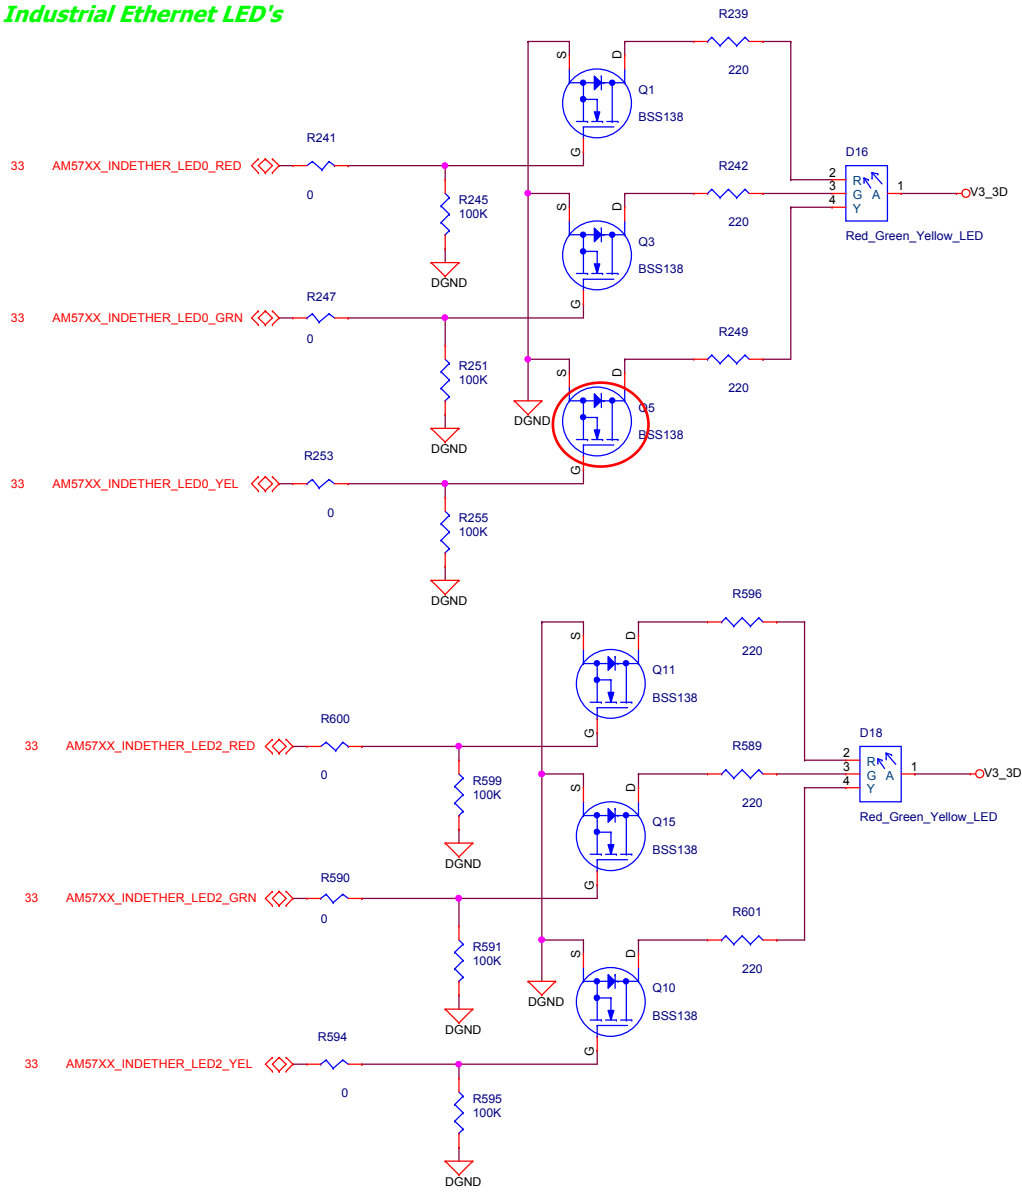 Industrial Ethernet LED's
R239
220
S
D
Q1
BSS138
G
R241
33 AM57XX_INDETHER_LED0_RED
0
R245
100K
DGND
R242
220
S
D
Q3
BSS138
G
D16
2
3
4
R
G A
Y
1
V3_3D
Red_Green_Yellow_LED
R247
33 AM57XX_INDETHER_LED0_GRN
0
R251
100K
DGND
R249
220
S
D
DGND
Q5
BSS138
G
R253
33 AM57XX_INDETHER_LED0_YEL
0
R255
100K
DGND
R596
220
S
D
Q11
BSS138
G
R600
33 AM57XX_INDETHER_LED2_RED
0
R599
100K
DGND
R589
220
S
D
Q15
BSS138
G
D18
2
3
4
R
G A
Y
1
V3_3D
Red_Green_Yellow_LED
R590
33 AM57XX_INDETHER_LED2_GRN
0
R591
100K
DGND
R601
220
S
D
DGND
Q10
BSS138
G
R594
33 AM57XX_INDETHER_LED2_YEL
0
R595
100K
DGND